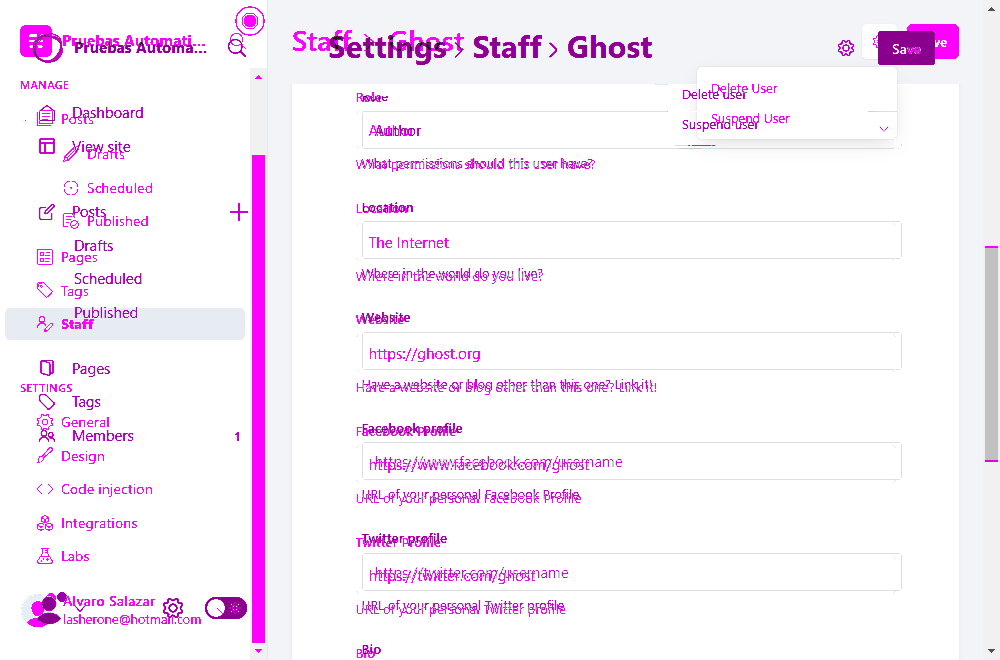 Pruebas Automati...
Pruebas Automa...
MANAGE
Dashboard
Posts
View site
Drafts
Scheduled
Posts
Published
Drafts
Pages
Scheduled
Tags
Published
Staff
Pages
SETTINGS
Tags
General
Members 1
Design
Code injection
Integrations
Labs
Alvaro Salazar
lasherone@hotmail.com
Staff › Ghost
Settings › Staff › Ghost
Save
Save
Delete User
Delete user
Suspend User
Suspend user
Role
Role
Author
Author
What permissions should this user have?
What permissions should this user have?
Location
Location
The Internet
Where in the world do you live?
Where in the world do you live?
Website
Website
https://ghost.org
Have a website or blog other than this one? Link it!
Have a website or blog other than this one? Link it!
Facebook profile
Facebook Profile
https://www.facebook.com/username
https://www.facebook.com/ghost
URL of your personal Facebook Profile
URL of your personal Facebook Profile
Twitter profile
Twitter Profile
https://twitter.com/username
https://twitter.com/ghost
URL of your personal Twitter profile
URL of your personal Twitter profile
Bio
Bio